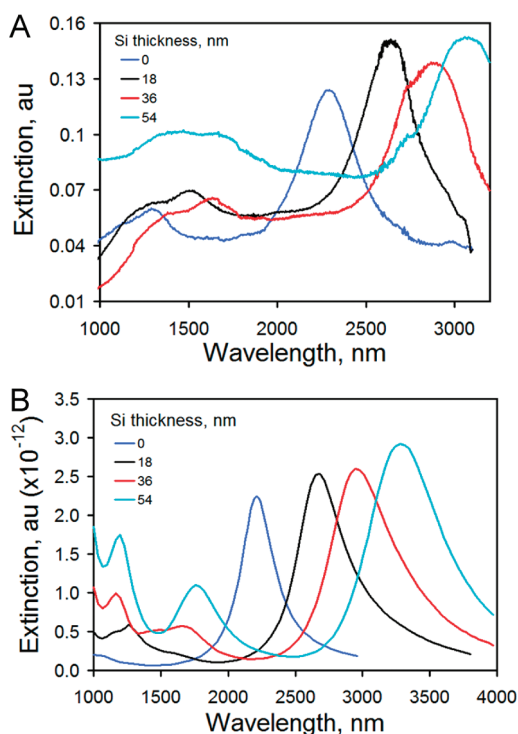 A
Extinction, au
0.16
0.13
0.1
0.07
0.04
0.01
Si thickness, nm
0
18
36
54
1000 1500 2000 2500 3000
Wavelength, nm
B
Extinction, au (x10⁻¹²)
3.5
3.0
2.5
2.0
1.5
1.0
0.5
0.0
Si thickness, nm
0
18
36
54
1000 1500 2000 2500 3000 3500 4000
Wavelength, nm